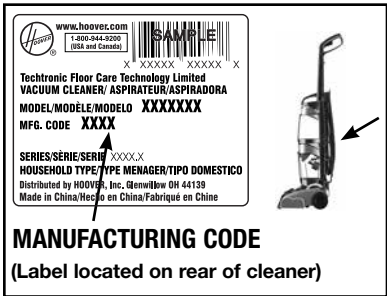 HOOVER
www.hoover.com
1-800-944-9200
(USA and Canada)
SAMPLE
X XXXXX XXXXX X
Techtronic Floor Care Technology Limited
VACUUM CLEANER/ ASPIRATEUR/ASPIRADORA
MODEL/MODÈLE/MODELO XXXXXXX
MFG. CODE XXXX
SERIES/SÈRIE/SERIE XXXX.X
HOUSEHOLD TYPE/TYPE MENAGER/TIPO DOMESTICO
Distributed by HOOVER, Inc. Glenwillow OH 44139
Made in China/Hecho en China/Fabriqué en Chine
MANUFACTURING CODE
(Label located on rear of cleaner)